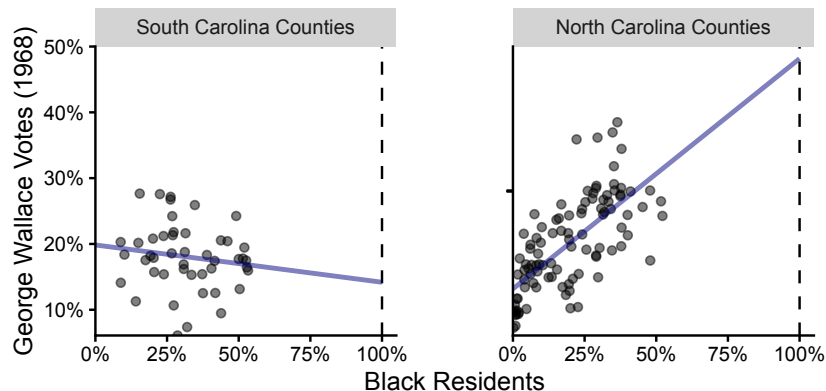 South Carolina Counties
North Carolina Counties
George Wallace Votes (1968)
50%
40%
30%
20%
10%
0% 25% 50% 75% 100%
0% 25% 50% 75% 100%
Black Residents